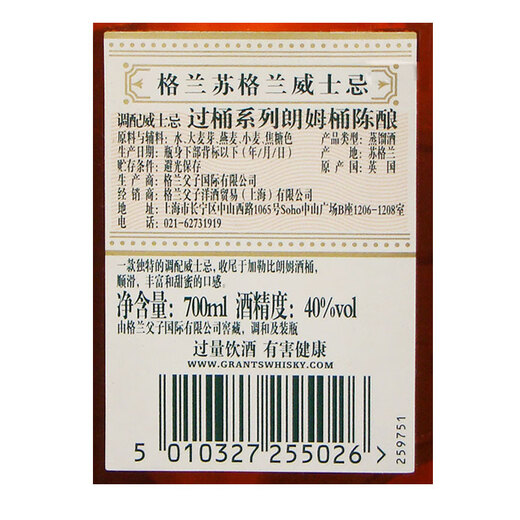 格兰苏格兰威士忌
调配威士忌 过桶系列朗姆桶陈酿
原料与辅料：水、大麦芽、燕麦、小麦、焦糖色 产品类型：蒸馏酒
生产日期：瓶身下部背标以下（年/月/日） 产 地：苏格兰
贮存条件：避光保存 原 产 国：英 国
生 产 商：格兰父子国际有限公司
经 销 商：格兰父子洋酒贸易（上海）有限公司
地 址：上海市长宁区中山西路1065号Soho中山广场B座1206-1208室
电 话：021-62731919
一款独特的调配威士忌，收尾于加勒比朗姆酒桶，
顺滑，丰富和甜蜜的口感。
净含量：700ml 酒精度：40%vol
由格兰父子国际有限公司窖藏，调和及装瓶
过量饮酒 有害健康
WWW.GRANTSWHISKY.COM
5 010327 255026 >
259751